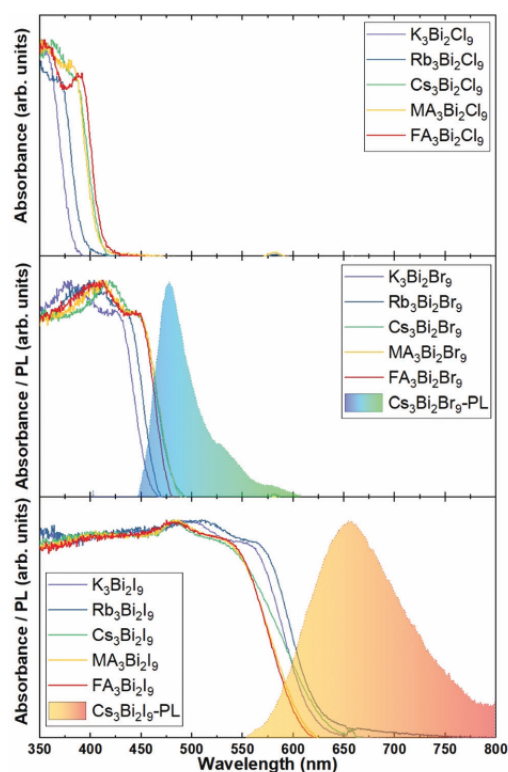 Absorbance (arb. units)
K₃Bi₂Cl₉
Rb₃Bi₂Cl₉
Cs₃Bi₂Cl₉
MA₃Bi₂Cl₉
FA₃Bi₂Cl₉
Absorbance / PL (arb. units)
K₃Bi₂Br₉
Rb₃Bi₂Br₉
Cs₃Bi₂Br₉
MA₃Bi₂Br₉
FA₃Bi₂Br₉
Cs₃Bi₂Br₉-PL
Absorbance / PL (arb. units)
K₃Bi₂I₉
Rb₃Bi₂I₉
Cs₃Bi₂I₉
MA₃Bi₂I₉
FA₃Bi₂I₉
Cs₃Bi₂I₉-PL
350 400 450 500 550 600 650 700 750 800
Wavelength (nm)